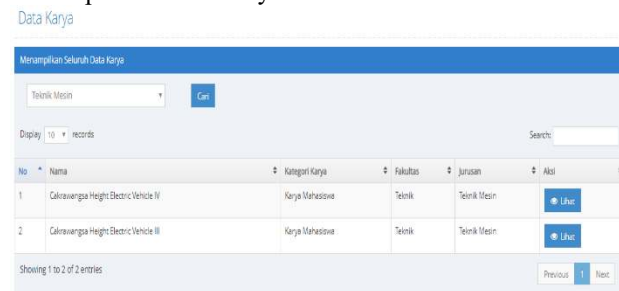 Data Karya
Menampilkan Seluruh Data Karya
Teknik Mesin Cari
Display 10 records Search:
No Nama Kategori Karya Fakultas Jurusan Aksi
1 Cakrawangsa Height Electric Vehicle IV Karya Mahasiswa Teknik Teknik Mesin Lihat
2 Cakrawangsa Height Electric Vehicle III Karya Mahasiswa Teknik Teknik Mesin Lihat
Showing 1 to 2 of 2 entries Previous 1 Next